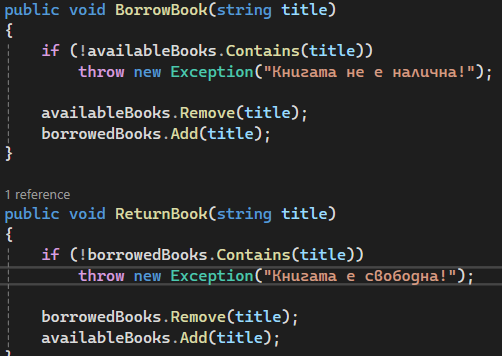 public void BorrowBook(string title)
{
if (!availableBooks.Contains(title))
throw new Exception("Книгата не е налична!");
availableBooks.Remove(title);
borrowedBooks.Add(title);
}
1 reference
public void ReturnBook(string title)
{
if (!borrowedBooks.Contains(title))
throw new Exception("Книгата е свободна!");
borrowedBooks.Remove(title);
availableBooks.Add(title);
}